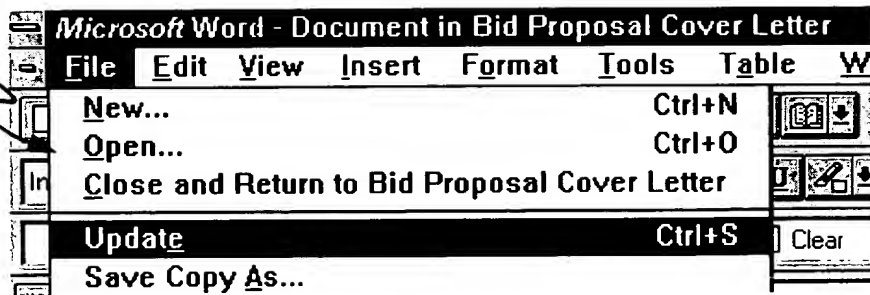 Microsoft Word - Document in Bid Proposal Cover Letter
File Edit View Insert Format Tools Table W
New... Ctrl+N
Open... Ctrl+O
Close and Return to Bid Proposal Cover Letter
In
Update Ctrl+S
Clear
Save Copy As...